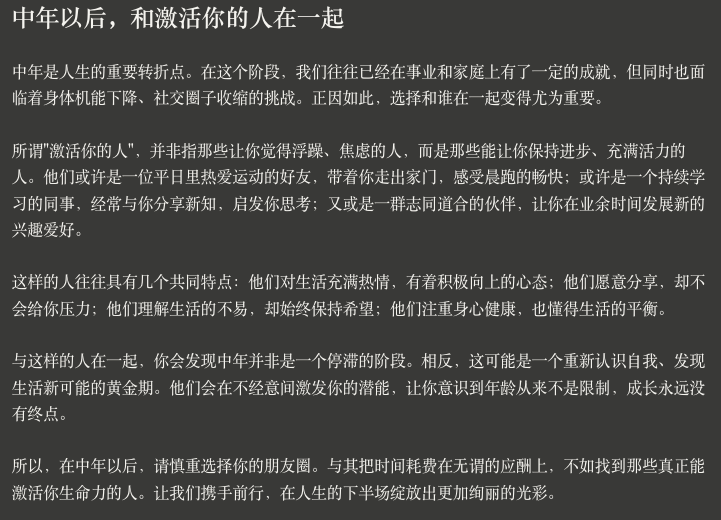 中年以后，和激活你的人在一起
中年是人生的重要转折点。在这个阶段，我们往往已经在事业和家庭上有了一定的成就，但同时也面
临着身体机能下降、社交圈子收缩的挑战。正因如此，选择和谁在一起变得尤为重要。
所谓"激活你的人"，并非指那些让你觉得浮躁、焦虑的人，而是那些能让你保持进步、充满活力的
人。他们或许是一位平日里热爱运动的好友，带着你走出家门，感受晨跑的畅快；或许是一个持续学
习的同事，经常与你分享新知，启发你思考；又或是一群志同道合的伙伴，让你在业余时间发展新的
兴趣爱好。
这样的人往往具有几个共同特点：他们对生活充满热情，有着积极向上的心态；他们愿意分享，却不
会给你压力；他们理解生活的不易，却始终保持希望；他们注重身心健康，也懂得生活的平衡。
与这样的人在一起，你会发现中年并非是一个停滞的阶段。相反，这可能是一个重新认识自我、发现
生活新可能的黄金期。他们会在不经意间激发你的潜能，让你意识到年龄从来不是限制，成长永远没
有终点。
所以，在中年以后，请慎重选择你的朋友圈。与其把时间耗费在无谓的应酬上，不如找到那些真正能
激活你生命力的人。让我们携手前行，在人生的下半场绽放出更加绚丽的光彩。